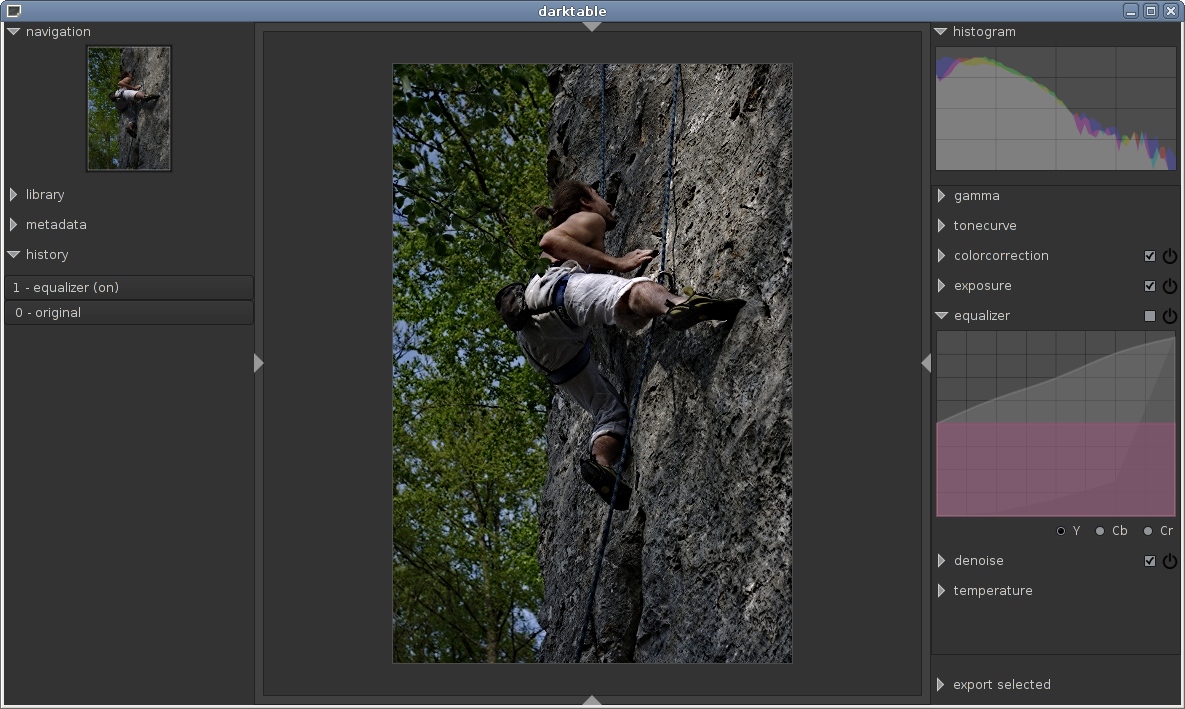 darktable
navigation
library
metadata
history
1 - equalizer (on)
0 - original
histogram
gamma
tonecurve
colorcorrection
exposure
equalizer
Y Cb Cr
denoise
temperature
export selected